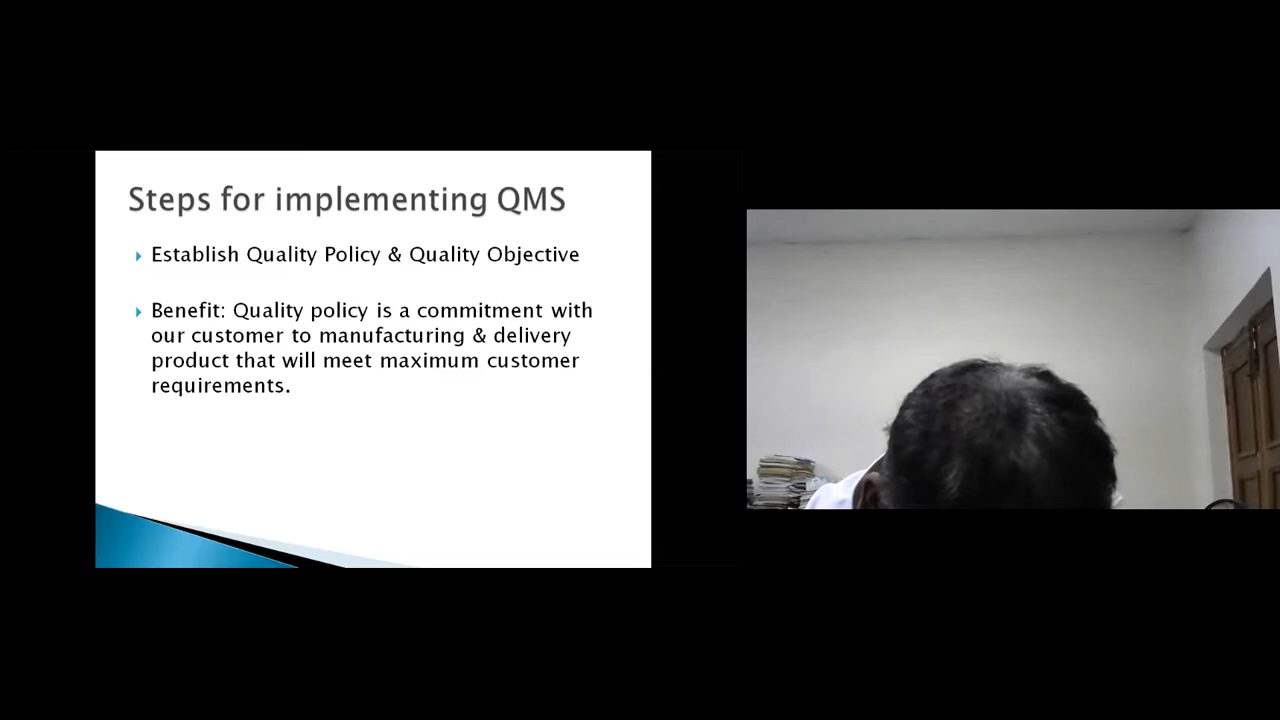 Steps for implementing QMS
Establish Quality Policy & Quality Objective
Benefit: Quality policy is a commitment with
our customer to manufacturing & delivery
product that will meet maximum customer
requirements.